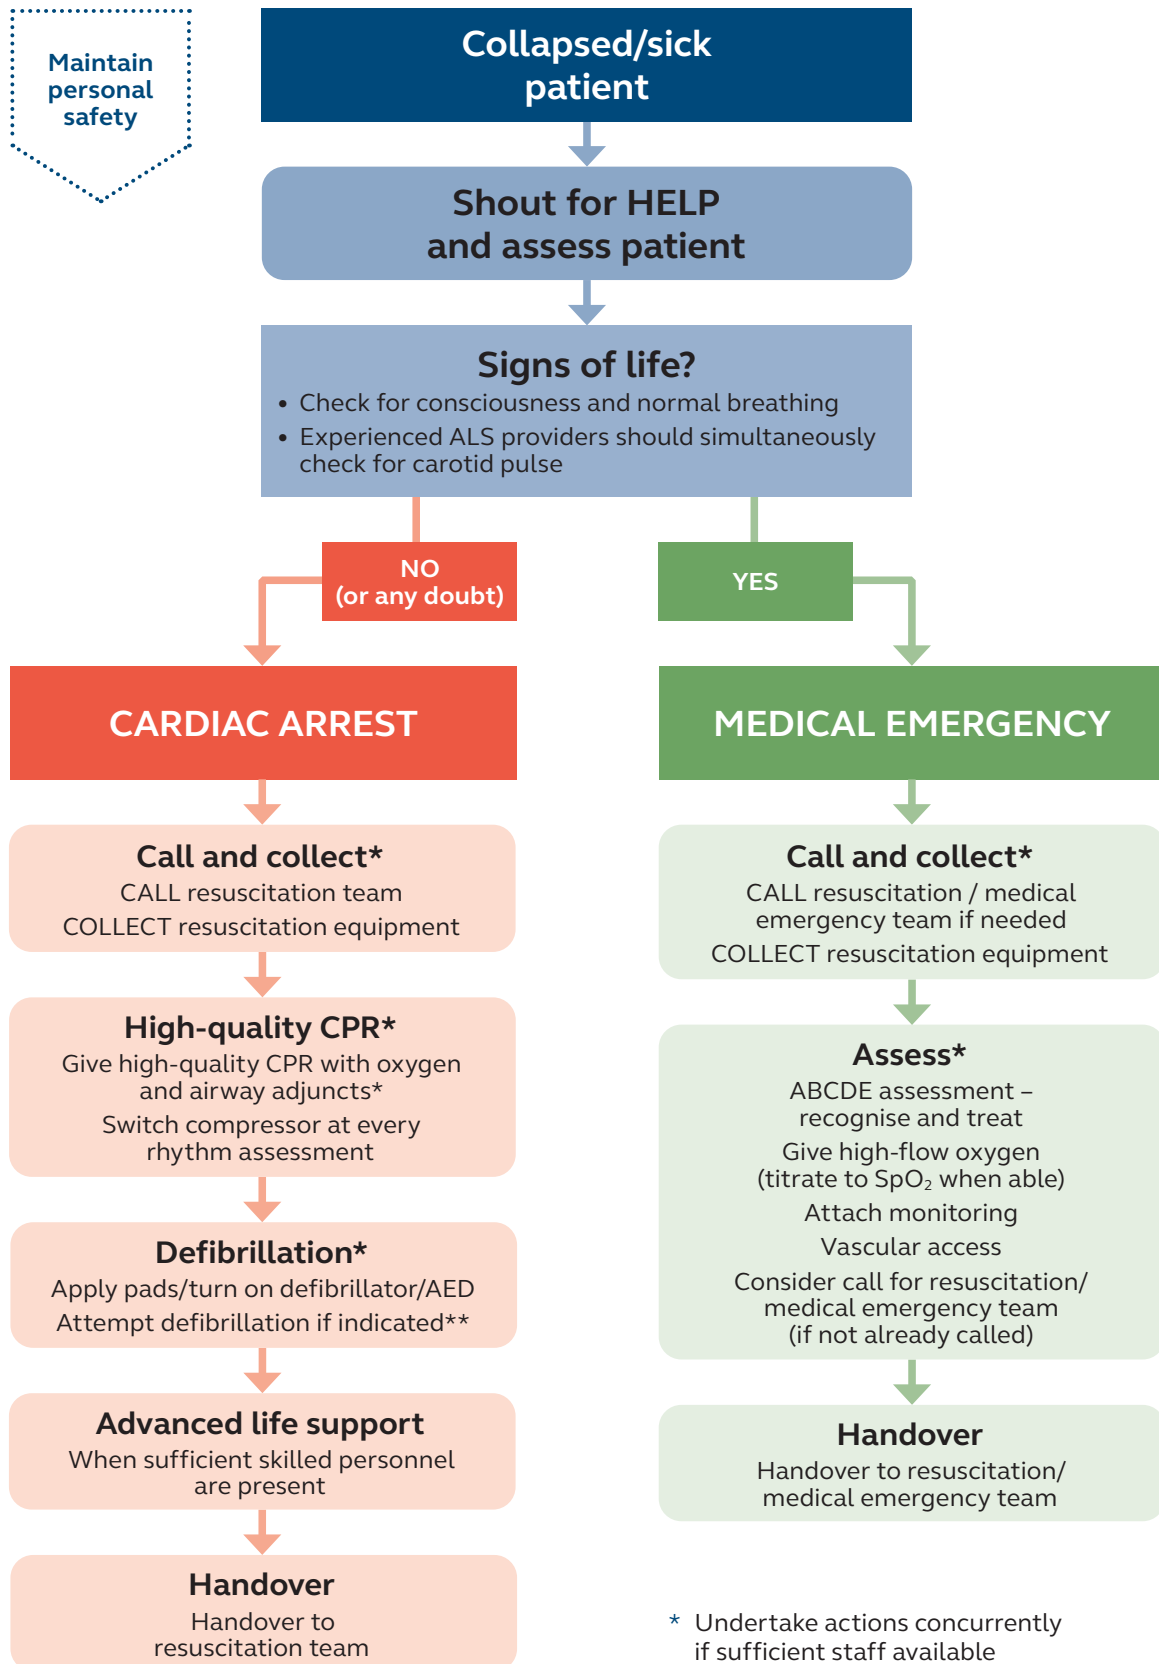 Maintain
personal
safety
Collapsed/sick
patient
Shout for HELP
and assess patient
Signs of life?
• Check for consciousness and normal breathing
• Experienced ALS providers should simultaneously
check for carotid pulse
NO
(or any doubt)
YES
CARDIAC ARREST
Call and collect*
CALL resuscitation team
COLLECT resuscitation equipment
High-quality CPR*
Give high-quality CPR with oxygen
and airway adjuncts*
Switch compressor at every
rhythm assessment
Defibrillation*
Apply pads/turn on defibrillator/AED
Attempt defibrillation if indicated**
Advanced life support
When sufficient skilled personnel
are present
Handover
Handover to
resuscitation team
MEDICAL EMERGENCY
Call and collect*
CALL resuscitation / medical
emergency team if needed
COLLECT resuscitation equipment
Assess*
ABCDE assessment –
recognise and treat
Give high-flow oxygen
(titrate to SpO₂ when able)
Attach monitoring
Vascular access
Consider call for resuscitation/
medical emergency team
(if not already called)
Handover
Handover to resuscitation/
medical emergency team
* Undertake actions concurrently
if sufficient staff available